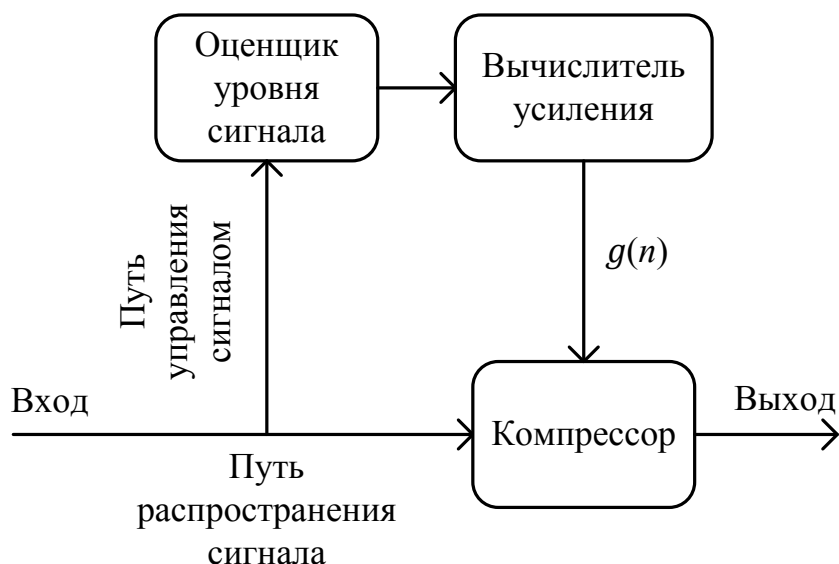 Оценщик
уровня
сигнала
Вычислитель
усиления
Путь
управления
сигналом
g(n)
Вход
Компрессор
Выход
Путь
распространения
сигнала